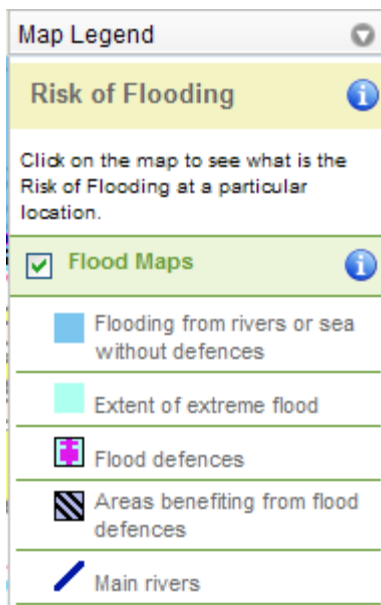 Map Legend
Risk of Flooding
Click on the map to see what is the
Risk of Flooding at a particular
location.
Flood Maps
Flooding from rivers or sea
without defences
Extent of extreme flood
Flood defences
Areas benefiting from flood
defences
Main rivers